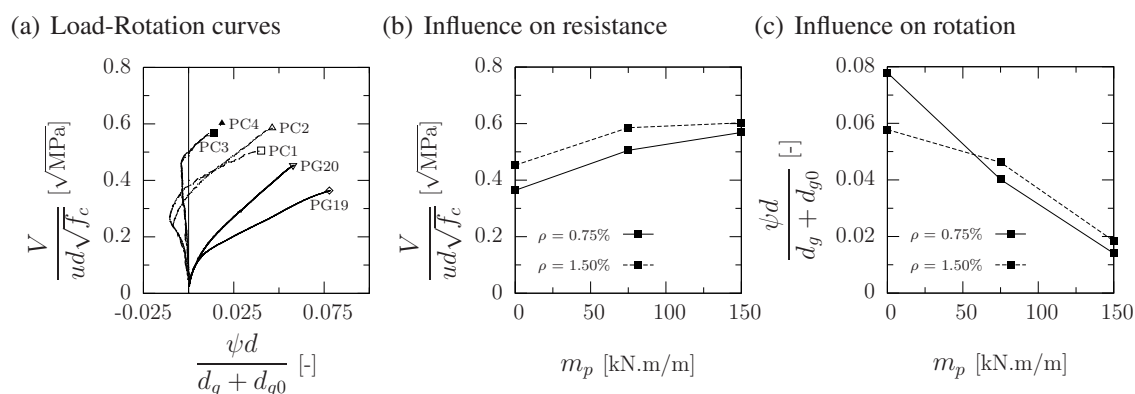 (a) Load-Rotation curves
(b) Influence on resistance
(c) Influence on rotation
0.8
0.6
0.4
0.2
0
-0.025
0.025
0.075
V / ud√f_c [√MPa]
ψd / d_g + d_g0 [-]
PC4
PC2
PC3
PC1
PG20
PG19
0.8
0.6
0.4
0.2
0
0
50
100
150
V / ud√f_c [√MPa]
m_p [kN.m/m]
ρ = 0.75%
ρ = 1.50%
0.08
0.06
0.04
0.02
0
0
50
100
150
ψd / d_g + d_g0 [-]
m_p [kN.m/m]
ρ = 0.75%
ρ = 1.50%